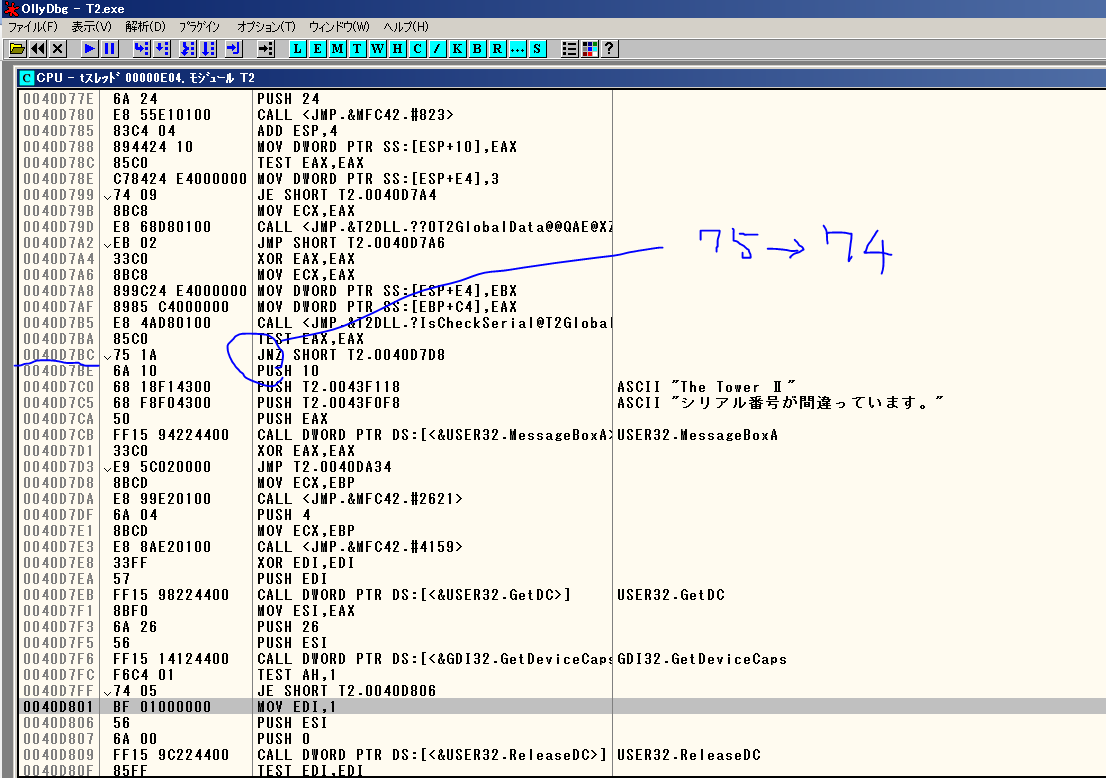 OllyDbg - T2.exe
ファイル(F) 表示(V) 解析(D) プラグイン オプション(T) ウィンドウ(W) ヘルプ(H)
L E M T W H C / K B R ... S ?
C CPU - tスレッド 00000E04, モジュール T2
0040D77E 6A 24 PUSH 24
0040D780 E8 55E10100 CALL <JMP.&MFC42.#823>
0040D785 83C4 04 ADD ESP,4
0040D788 894424 10 MOV DWORD PTR SS:[ESP+10],EAX
0040D78C 85C0 TEST EAX,EAX
0040D78E C78424 E4000000 MOV DWORD PTR SS:[ESP+E4],3
0040D799 74 09 JE SHORT T2.0040D7A4
0040D79B 8BC8 MOV ECX,EAX
0040D79D E8 68D80100 CALL <JMP.&T2DLL.??0T2GlobalData@@QAE@XZ
0040D7A2 EB 02 JMP SHORT T2.0040D7A6
0040D7A4 33C0 XOR EAX,EAX
0040D7A6 8BC8 MOV ECX,EAX
0040D7A8 899C24 E4000000 MOV DWORD PTR SS:[ESP+E4],EBX
0040D7AF 8985 C4000000 MOV DWORD PTR SS:[EBP+C4],EAX
0040D7B5 E8 4AD80100 CALL <JMP.&T2DLL.?IsCheckSerial@T2Global
0040D7BA 85C0 TEST EAX,EAX
0040D7BC 75 1A JNZ SHORT T2.0040D7D8
75→74
0040D7BE 6A 10 PUSH 10
0040D7C0 68 18F14300 PUSH T2.0043F118 ASCII "The Tower Ⅱ"
0040D7C5 68 F8F04300 PUSH T2.0043F0F8 ASCII "シリアル番号が間違っています。"
0040D7CA 50 PUSH EAX
0040D7CB FF15 94224400 CALL DWORD PTR DS:[<&USER32.MessageBoxA> USER32.MessageBoxA
0040D7D1 33C0 XOR EAX,EAX
0040D7D3 E9 5C020000 JMP T2.0040DA34
0040D7D8 8BCD MOV ECX,EBP
0040D7DA E8 99E20100 CALL <JMP.&MFC42.#2621>
0040D7DF 6A 04 PUSH 4
0040D7E1 8BCD MOV ECX,EBP
0040D7E3 E8 8AE20100 CALL <JMP.&MFC42.#4159>
0040D7E8 33FF XOR EDI,EDI
0040D7EA 57 PUSH EDI
0040D7EB FF15 98224400 CALL DWORD PTR DS:[<&USER32.GetDC>] USER32.GetDC
0040D7F1 8BF0 MOV ESI,EAX
0040D7F3 6A 26 PUSH 26
0040D7F5 56 PUSH ESI
0040D7F6 FF15 14124400 CALL DWORD PTR DS:[<&GDI32.GetDeviceCaps GDI32.GetDeviceCaps
0040D7FC F6C4 01 TEST AH,1
0040D7FF 74 05 JE SHORT T2.0040D806
0040D801 BF 01000000 MOV EDI,1
0040D806 56 PUSH ESI
0040D807 6A 00 PUSH 0
0040D809 FF15 9C224400 CALL DWORD PTR DS:[<&USER32.ReleaseDC>] USER32.ReleaseDC
0040D80F 85FF TEST EDI,EDI